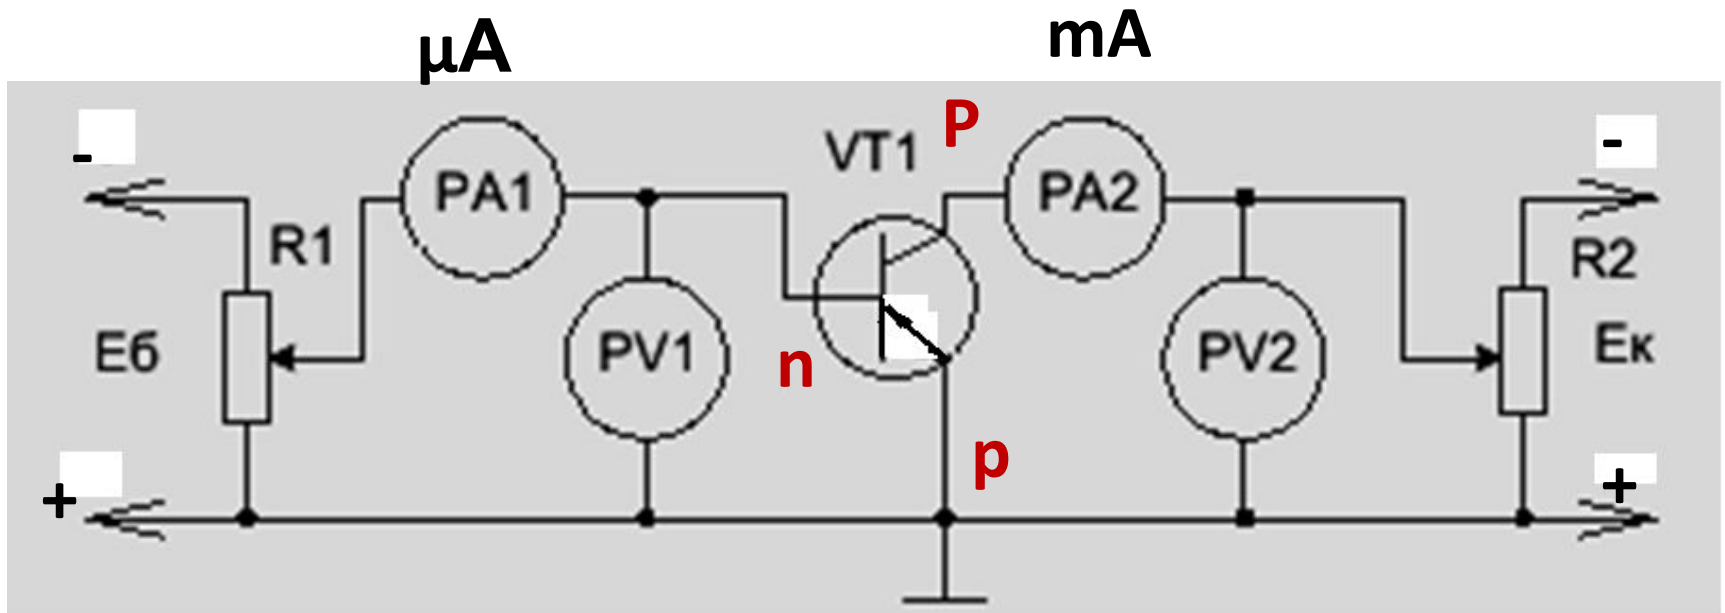 μA
mA
-
P
-
VT1
PA1
PA2
R1
R2
Eб
PV1
n
PV2
Eк
p
+
+